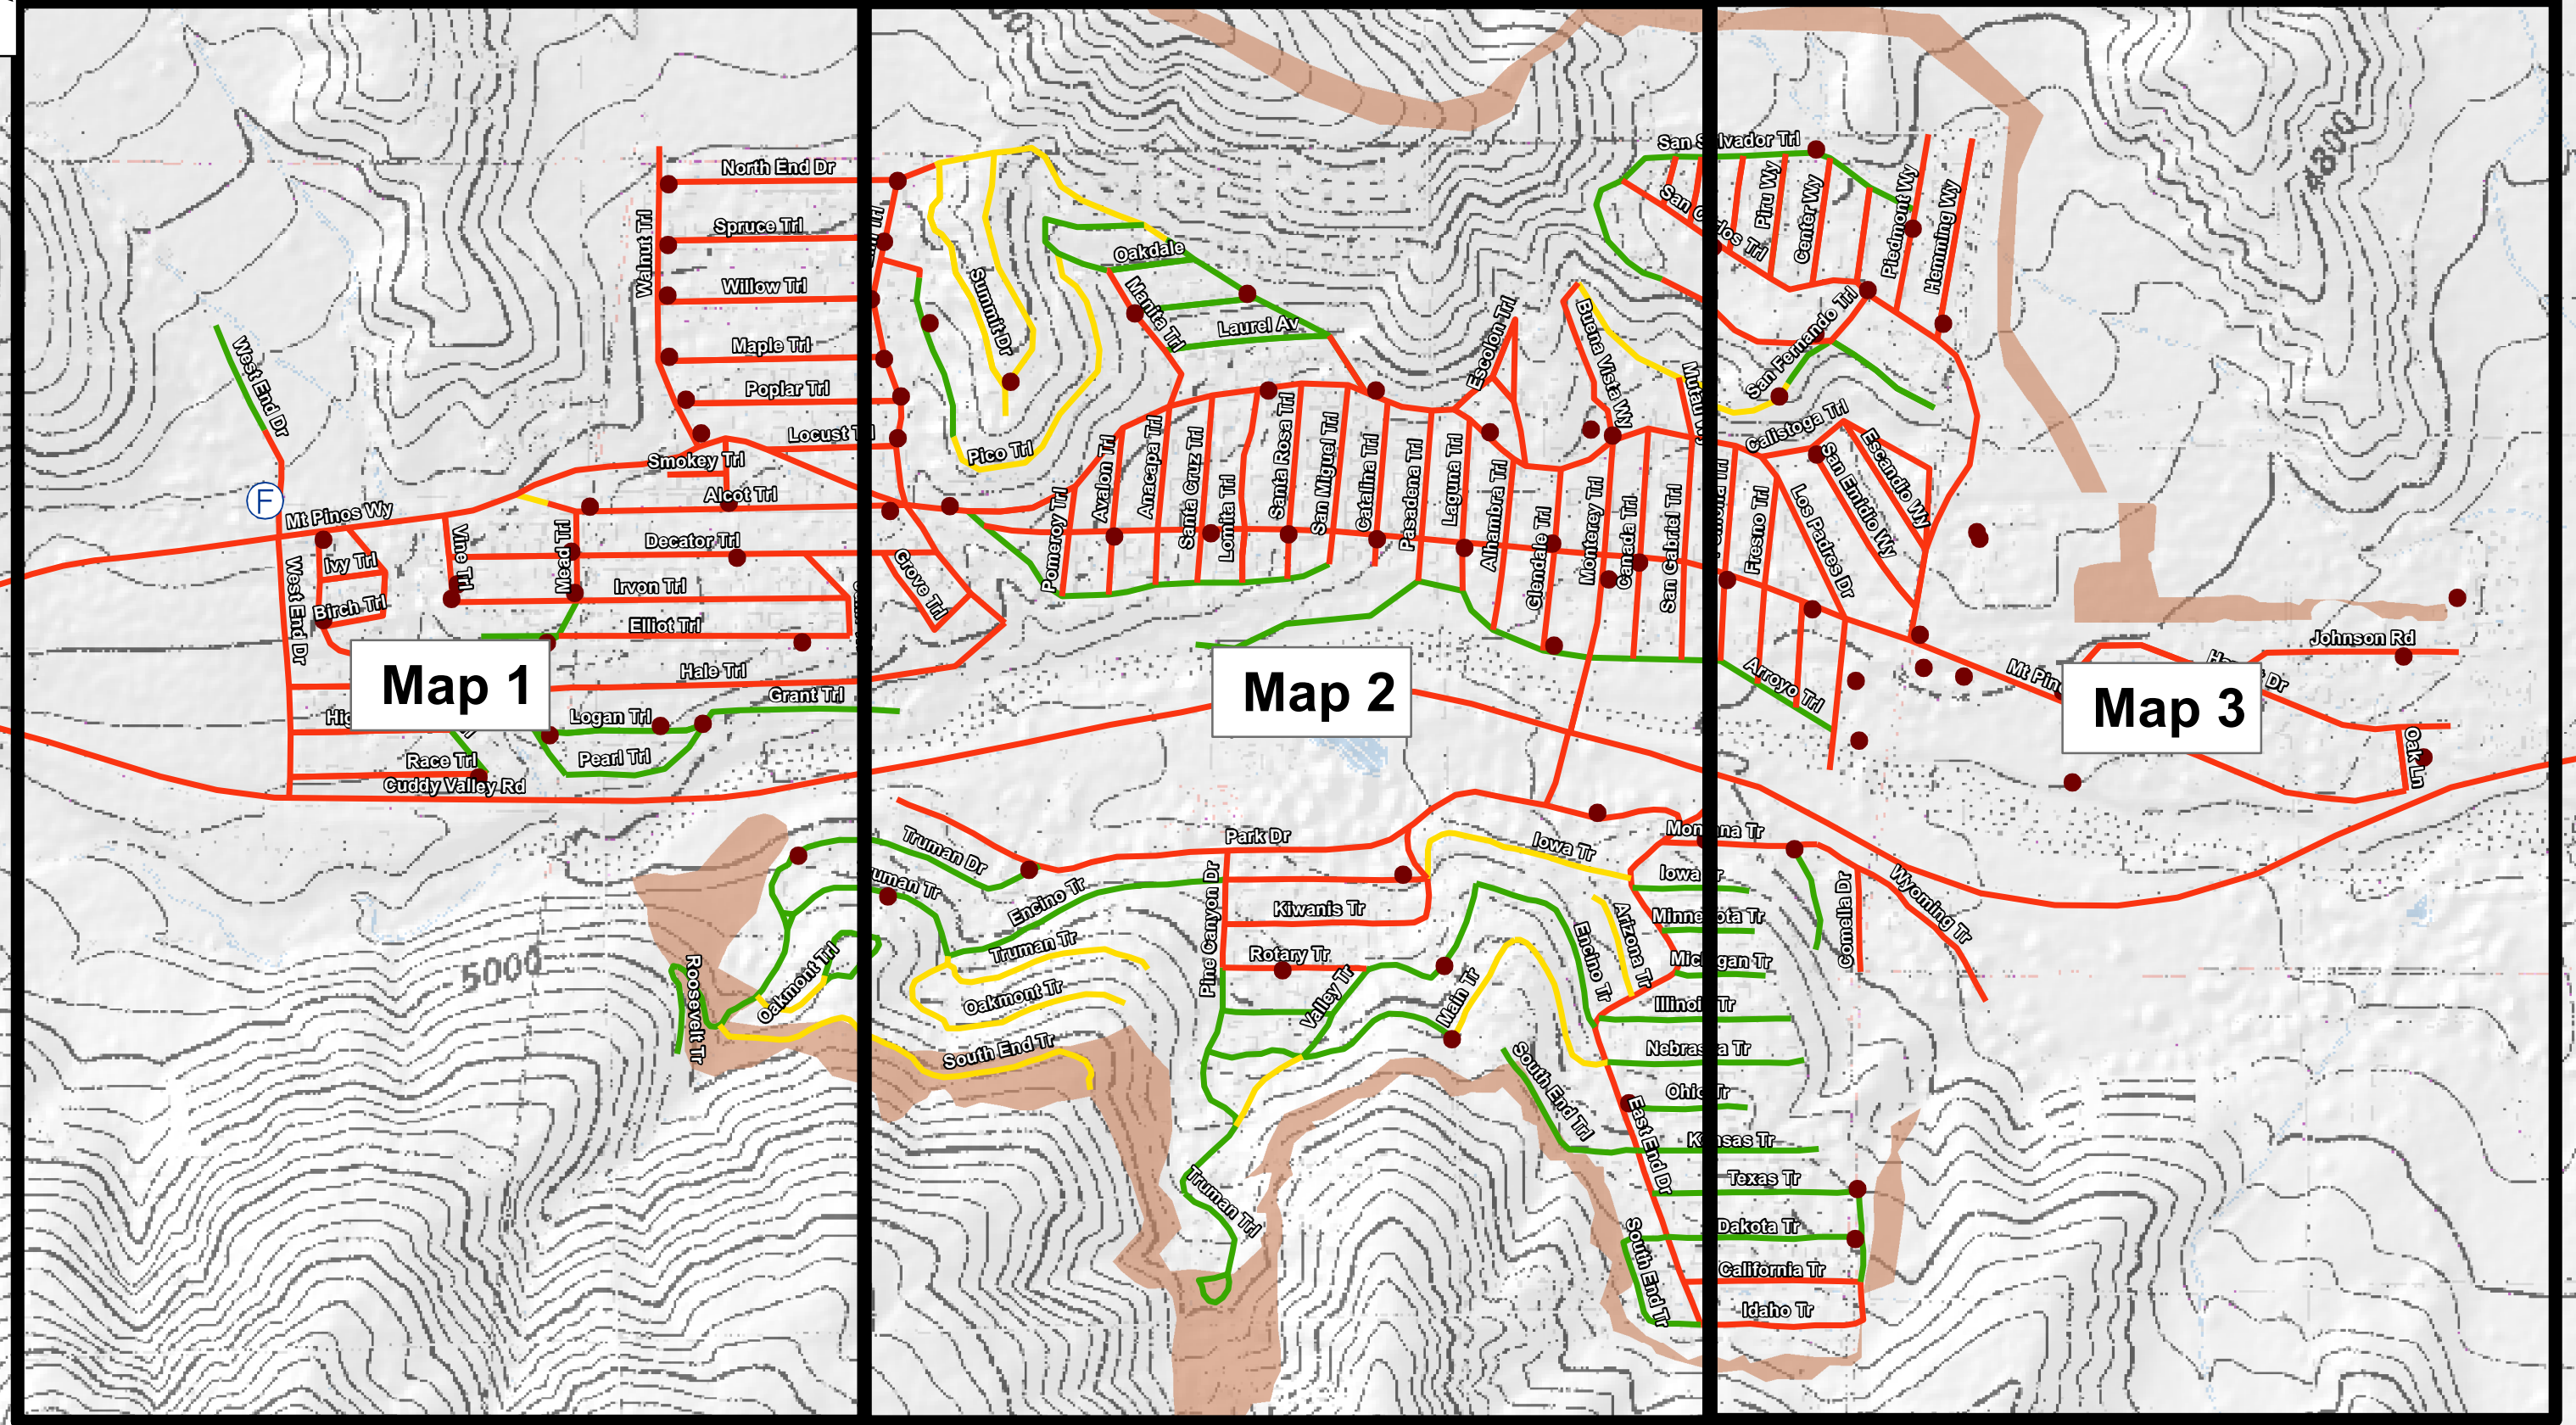 North End Dr
Spruce Trl
Walnut Trl
Willow Trl
Maple Trl
Poplar Trl
Locust Trl
Smokey Trl
Alcot Trl
West End Dr
F
Mt Pinos Wy
Ivy Trl
Birch Trl
West End Dr
Vine Trl
Mead Trl
Decator Trl
Irvon Trl
Elliot Trl
Hale Trl
Grant Trl
Logan Trl
Pearl Trl
Race Trl
Cuddy Valley Rd
Map 1
5000
Roosevelt Tr
Oakmont Trl
Summit Dr
Pico Trl
Oakdale
Manita Trl
Laurel Av
Escolon Trl
Buena Vista Wy
Grove Trl
Pomeroy Trl
Avalon Trl
Anacapa Trl
Santa Cruz Trl
Lomita Trl
Santa Rosa Trl
San Miguel Trl
Catalina Trl
Pasadena Trl
Laguna Trl
Alhambra Trl
Glendale Trl
Monterey Trl
Canada Trl
San Gabriel Trl
Map 2
Truman Dr
Encino Tr
Truman Tr
Oakmont Tr
South End Tr
Park Dr
Pine Canyon Dr
Kiwanis Tr
Rotary Tr
Valley Tr
Main Tr
Truman Trl
Iowa Tr
Arizona Tr
Encino Tr
South End Trl
East End Dr
South End Tr
Piru Wy
Center Wy
Piedmont Wy
Hemming Wy
San Fernando Trl
Calistoga Trl
Escandio Wy
San Emidio Wy
Los Padres Dr
Fresno Trl
Arroyo Trl
4800
Johnson Rd
Oak Ln
Map 3
Comelia Dr
Wyoming Tr
Texas Tr
Dakota Tr
California Tr
Idaho Tr